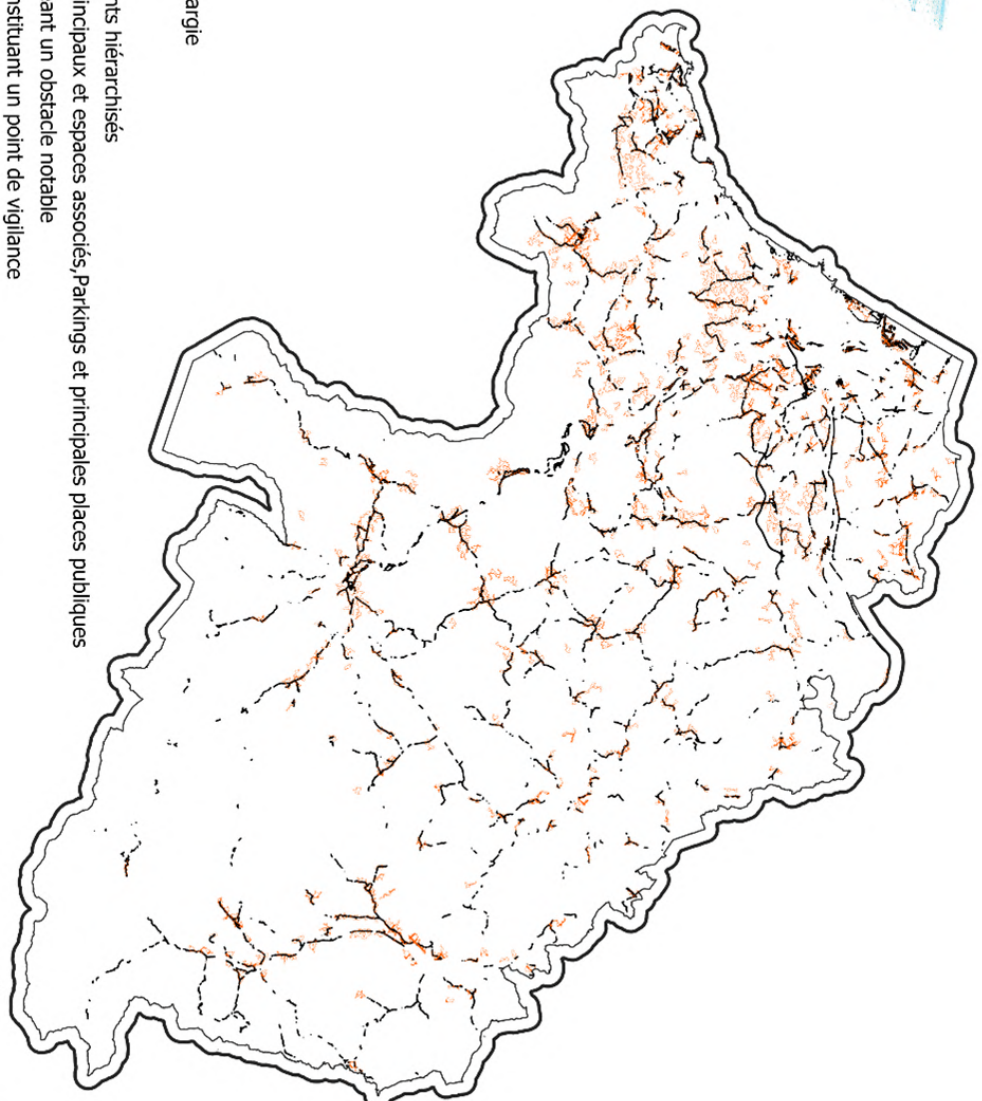 argie
nts hiérarchisés
incipaux et espaces associés,Parkings et principales places publiques
ant un obstacle notable
nstituant un point de vigilance